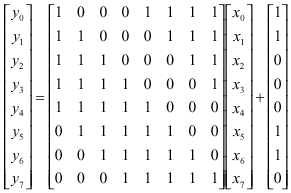 y₀ 1 0 0 0 1 1 1 1 x₀ 1
y₁ 1 1 0 0 0 1 1 1 x₁ 1
y₂ 1 1 1 0 0 0 1 1 x₂ 0
y₃ 1 1 1 1 0 0 0 1 x₃ 0
= +
y₄ 1 1 1 1 1 0 0 0 x₄ 0
y₅ 0 1 1 1 1 1 0 0 x₅ 1
y₆ 0 0 1 1 1 1 1 0 x₆ 1
y₇ 0 0 0 1 1 1 1 1 x₇ 0